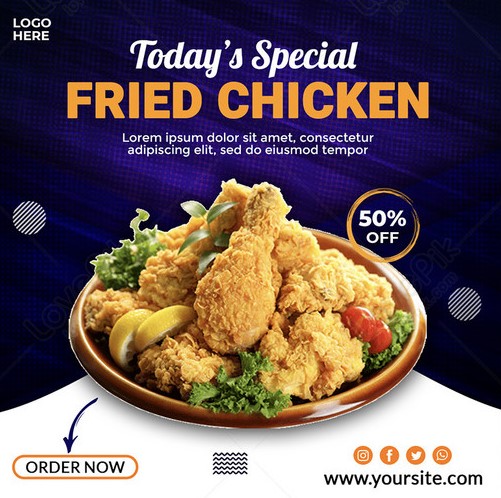 LOGO
HERE
Today's Special
FRIED CHICKEN
Lorem ipsum dolor sit amet, consectetur
adipiscing elit, sed do eiusmod tempor
50%
OFF
ORDER NOW
www.yoursite.com